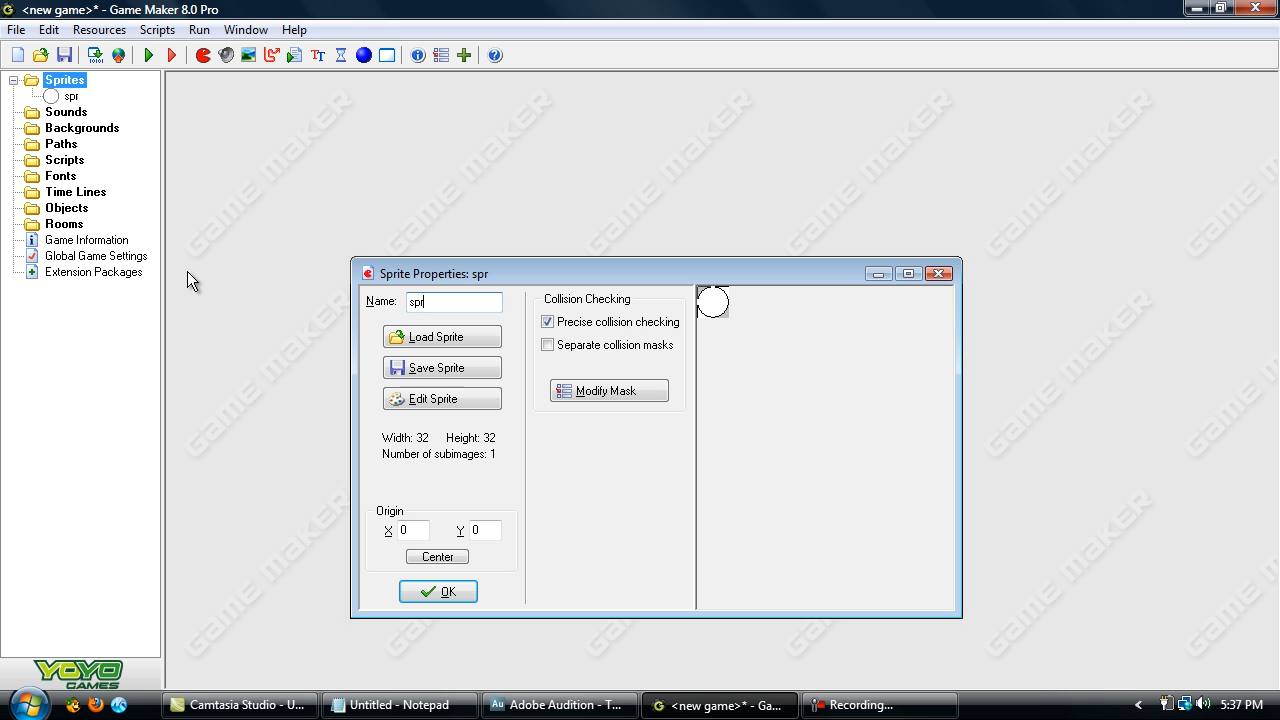 <new game>* - Game Maker 8.0 Pro
File Edit Resources Scripts Run Window Help
Sprites
spr
Sounds
Backgrounds
Paths
Scripts
Fonts
Time Lines
Objects
Rooms
Game Information
Global Game Settings
Extension Packages
Sprite Properties: spr
Name: spr
Load Sprite
Save Sprite
Edit Sprite
Width: 32 Height: 32
Number of subimages: 1
Origin
X 0 Y 0
Center
OK
Collision Checking
Precise collision checking
Separate collision masks
Modify Mask
GAME MAKER
YOYO
GAMES
Camtasia Studio - U...
Untitled - Notepad
Au Adobe Audition - T...
<new game>* - Ga...
Recording...
5:37 PM